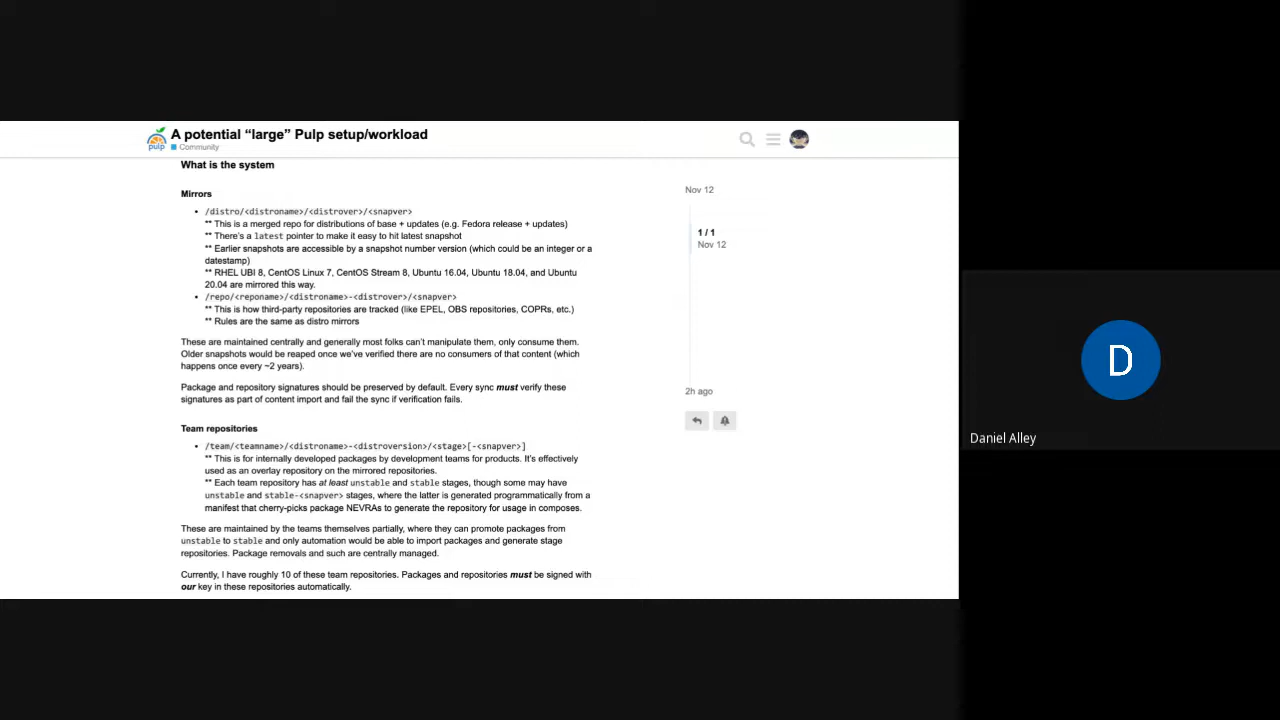 A potential “large” Pulp setup/workload
pulp
Community
What is the system
Mirrors
• /distro/<distroname>/<distrover>/<snapver>
** This is a merged repo for distributions of base + updates (e.g. Fedora release + updates)
** There's a latest pointer to make it easy to hit latest snapshot
** Earlier snapshots are accessible by a snapshot number version (which could be an integer or a
datestamp)
** RHEL UBI 8, CentOS Linux 7, CentOS Stream 8, Ubuntu 16.04, Ubuntu 18.04, and Ubuntu
20.04 are mirrored this way.
• /repo/<reponame>/<distroname>-<distrover>/<snapver>
** This is how third-party repositories are tracked (like EPEL, OBS repositories, COPRs, etc.)
** Rules are the same as distro mirrors
These are maintained centrally and generally most folks can't manipulate them, only consume them.
Older snapshots would be reaped once we've verified there are no consumers of that content (which
happens once every ~2 years).
Package and repository signatures should be preserved by default. Every sync must verify these
signatures as part of content import and fail the sync if verification fails.
Team repositories
• /team/<teamname>/<distroname>-<distroversion>/<stage>[-<snapver>]
** This is for internally developed packages by development teams for products. It's effectively
used as an overlay repository on the mirrored repositories.
** Each team repository has at least unstable and stable stages, though some may have
unstable and stable-<snapver> stages, where the latter is generated programmatically from a
manifest that cherry-picks package NEVRAs to generate the repository for usage in composes.
These are maintained by the teams themselves partially, where they can promote packages from
unstable to stable and only automation would be able to import packages and generate stage
repositories. Package removals and such are centrally managed.
Currently, I have roughly 10 of these team repositories. Packages and repositories must be signed with
our key in these repositories automatically.
Nov 12
1 / 1
Nov 12
2h ago
D
Daniel Alley